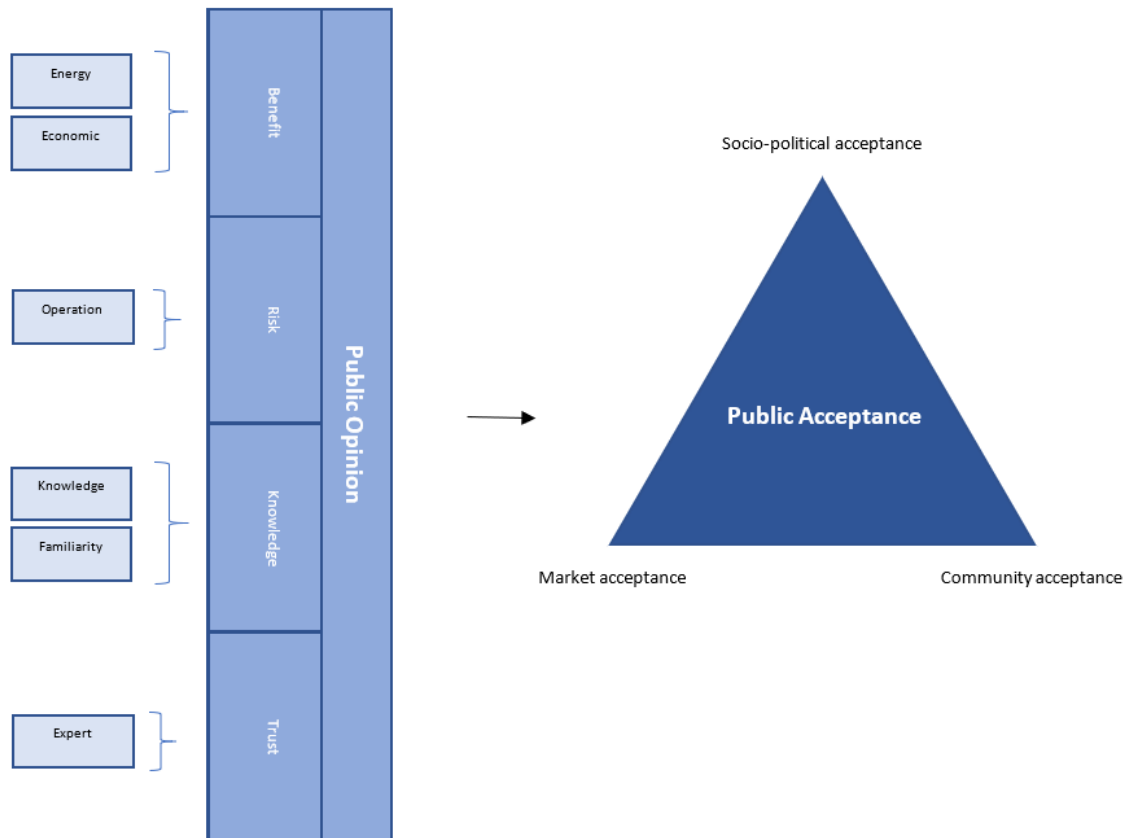 Energy
Economic
Benefit
Operation
Risk
Knowledge
Familiarity
Knowledge
Expert
Trust
Public Opinion
Socio-political acceptance
Public Acceptance
Market acceptance
Community acceptance